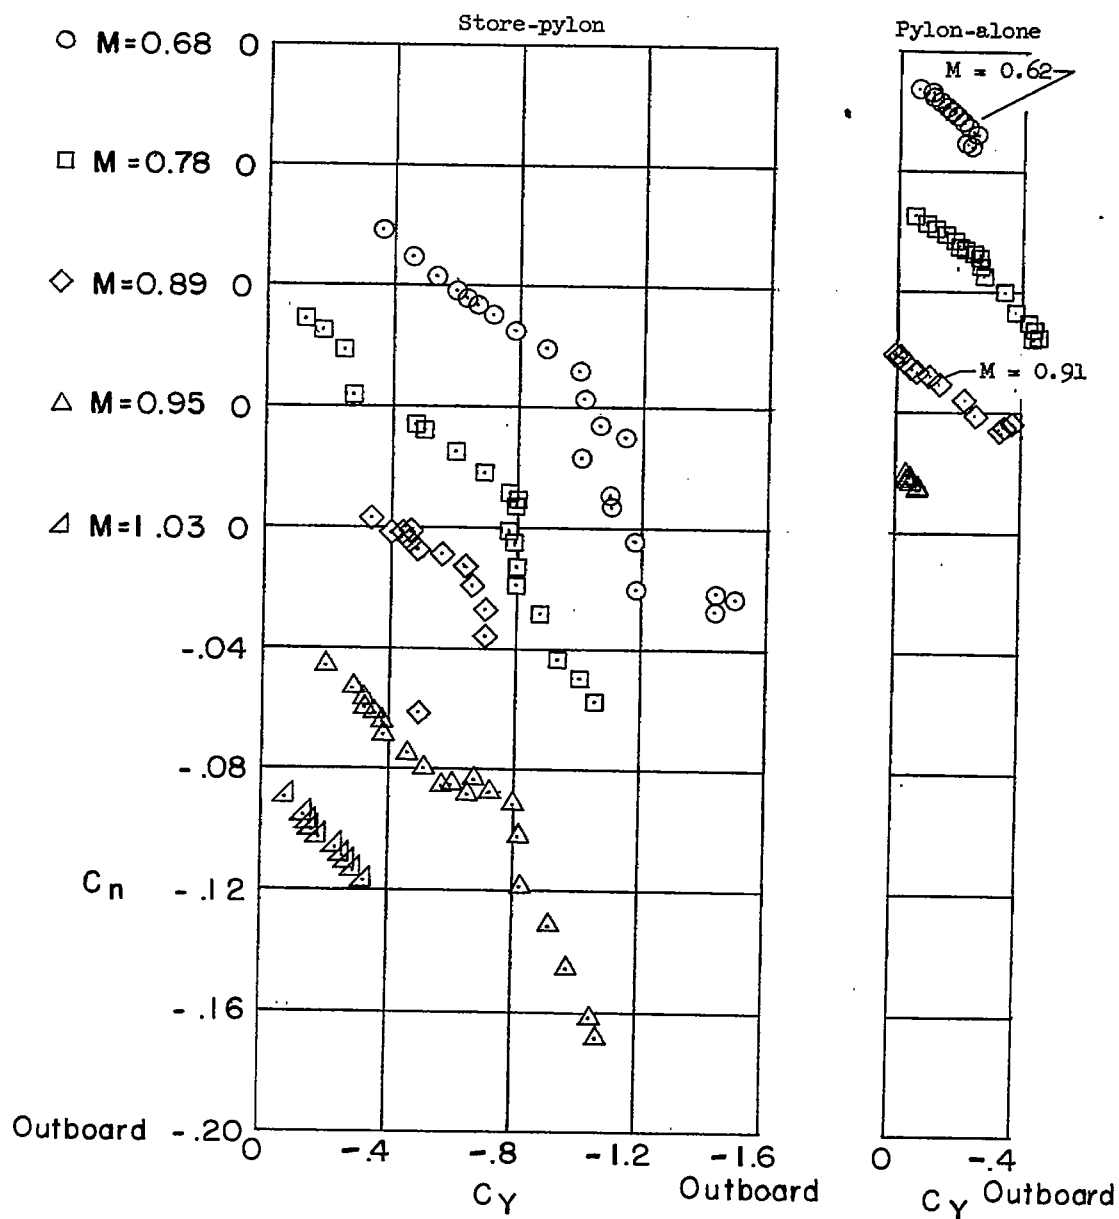 Store-pylon
Pylon-alone
M=0.68 0
M = 0.62
M=0.78 0
M=0.89 0
M = 0.91
M=0.95 0
M=1.03 0
-.04
-.08
Cn
-.12
-.16
Outboard -.20
0 -.4 -.8 -1.2 -1.6
0 -.4
CY Outboard
CY Outboard